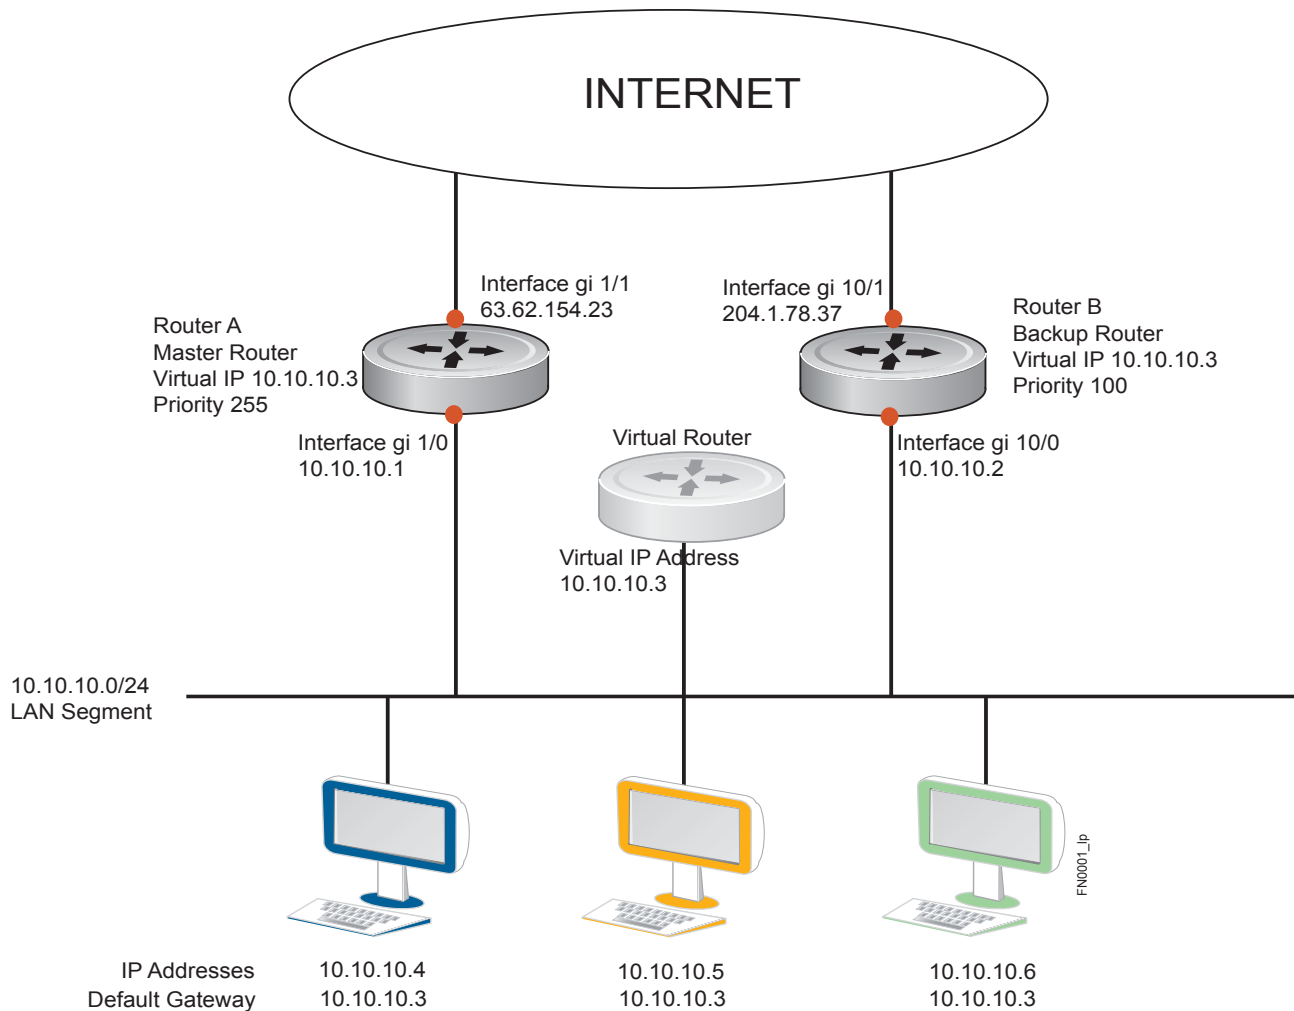 INTERNET
Interface gi 1/1
63.62.154.23
Interface gi 10/1
204.1.78.37
Router A
Master Router
Virtual IP 10.10.10.3
Priority 255
Router B
Backup Router
Virtual IP 10.10.10.3
Priority 100
Interface gi 1/0
10.10.10.1
Virtual Router
Interface gi 10/0
10.10.10.2
Virtual IP Address
10.10.10.3
10.10.10.0/24
LAN Segment
FN0001_lp
IP Addresses 10.10.10.4 10.10.10.5 10.10.10.6
Default Gateway 10.10.10.3 10.10.10.3 10.10.10.3